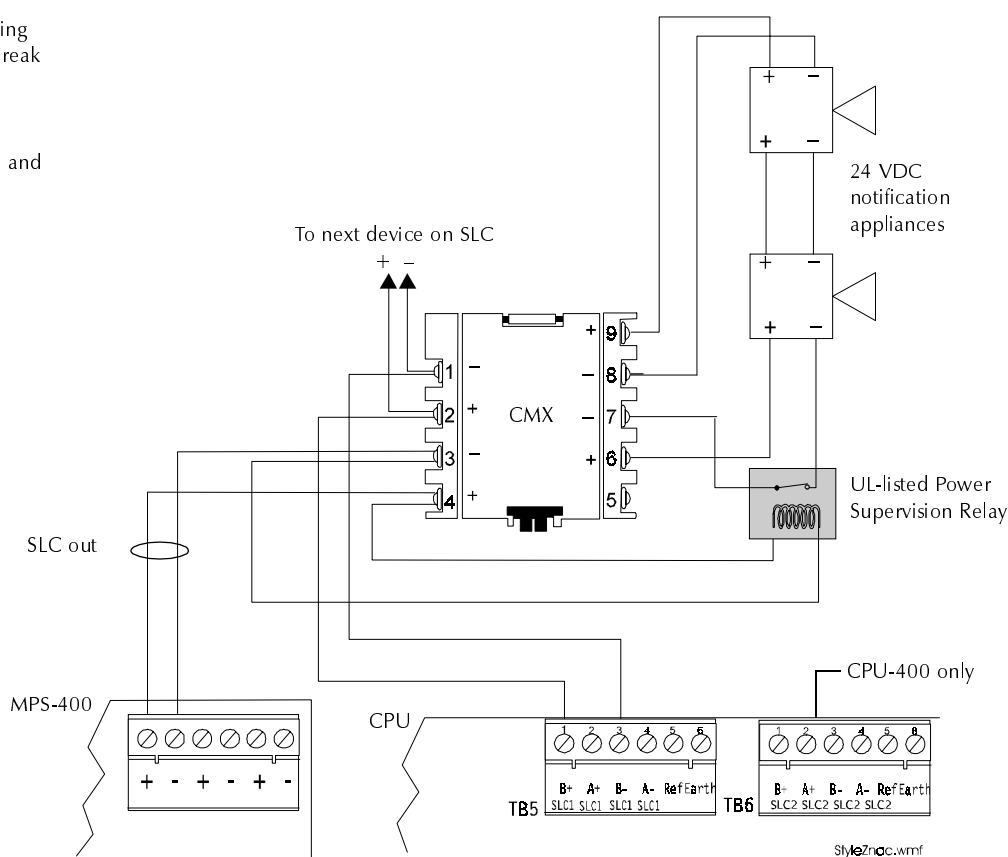 ing
reak
and
+ −
+ −
24 VDC
notification
appliances
To next device on SLC
+ −
+ −
+ −
CMX
1 −
2 +
3 −
4 +
+ 9
− 8
− 7
+ 6
5
UL-listed Power
Supervision Relay
SLC out
MPS-400
+ - + - + -
CPU
CPU-400 only
1 2 3 4 5 6
B+ A+ B- A- Ref Earth
SLC1 SLC1 SLC1 SLC1
TB5
1 2 3 4 5 6
B+ A+ B- A- Ref Earth
SLC2 SLC2 SLC2 SLC2
TB6
StyleZnac.wmf